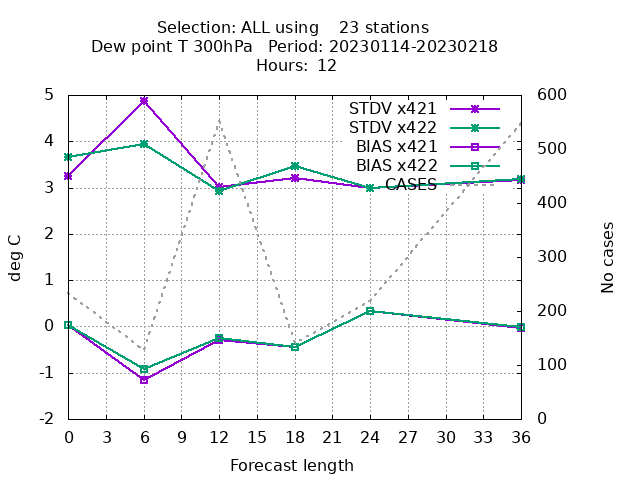 Selection: ALL using    23 stations
Dew point T 300hPa   Period: 20230114-20230218
Hours: 12
STDV x421
STDV x422
BIAS x421
BIAS x422
CASES
5
4
3
2
1
0
-1
-2
deg C
600
500
400
300
200
100
0
No cases
0 3 6 9 12 15 18 21 24 27 30 33 36
Forecast length